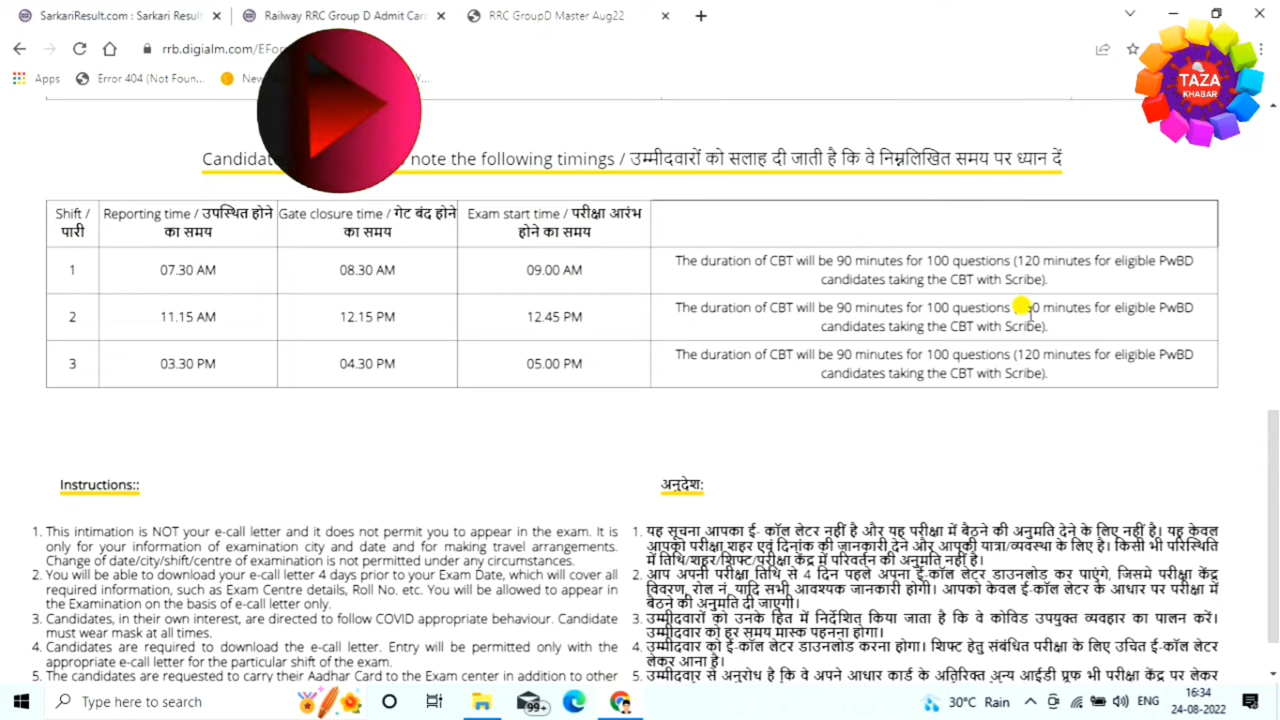 SarkariResult.com : Sarkari Result
Railway RRC Group D Admit Car
RRC GroupD Master Aug22
rrb.digialm.com/EFor
Apps
Error 404 (Not Foun...
TAZA
KHABAR
note the following timings / उम्मीदवारों को सलाह दी जाती है कि वे निम्नलिखित समय पर ध्यान दें
Shift / पारी
Reporting time / उपस्थित होने का समय
Gate closure time / गेट बंद होने का समय
Exam start time / परीक्षा आरंभ होने का समय
1 07.30 AM 08.30 AM 09.00 AM The duration of CBT will be 90 minutes for 100 questions (120 minutes for eligible PwBD
candidates taking the CBT with Scribe).
2 11.15 AM 12.15 PM 12.45 PM The duration of CBT will be 90 minutes for 100 questions 0 minutes for eligible PwBD
candidates taking the CBT with Scribe).
3 03.30 PM 04.30 PM 05.00 PM The duration of CBT will be 90 minutes for 100 questions (120 minutes for eligible PwBD
candidates taking the CBT with Scribe).
Instructions::
1. This intimation is NOT your e-call letter and it does not permit you to appear in the exam. It is
only for your information of examination city and date and for making travel arrangements.
Change of date/city/shift/centre of examination is not permitted under any circumstances.
2. You will be able to download your e-call letter 4 days prior to your Exam Date, which will cover all
required information, such as Exam Centre details, Roll No. etc. You will be allowed to appear in
the Examination on the basis of e-call letter only.
3. Candidates, in their own interest, are directed to follow COVID appropriate behaviour. Candidate
must wear mask at all times.
4. Candidates are required to download the e-call letter. Entry will be permitted only with the
appropriate e-call letter for the particular shift of the exam.
5. The candidates are requested to carry their Aadhar Card to the Exam center in addition to other
अनुदेश:
1. यह सूचना आपका ई- कॉल लेटर नहीं है और यह परीक्षा में बैठने की अनुमति देने के लिए नहीं है। यह केवल
आपको परीक्षा शहर एवं दिनांक की जानकारी देने और आपकी यात्रा/व्यवस्था के लिए है। किसी भी परिस्थिति
में तिथि/शहर/शिफ्ट/परीक्षा केंद्र में परिवर्तन की अनुमति नहीं है।
2. आप अपनी परीक्षा तिथि से 4 दिन पहले अपना ई-कॉल लेटर डाउनलोड कर पाएंगे, जिसमे परीक्षा केंद्र
विवरण, रोल नं, यादि सभी आवश्यक जानकारी होगी। आपको केवल ई-कॉल लेटर के आधार पर परीक्षा में
बेठने की अनुमति दी जाएगी।
3. उम्मीदवारों को उनके हित में निर्देशित किया जाता है कि वे कोविड उपयुक्त व्यवहार का पालन करें।
उम्मीदवार को हर समय मास्क पहनना होगा।
4. उम्मीदवार को ई-कॉल लेटर डाउनलोड करना होगा। शिफ्ट हेतु संबंधित परीक्षा के लिए उचित ई-कॉल लेटर
लेकर आना है।
5. उम्मीदवार से अनुरोध है कि वे अपने आधार कार्ड के अतिरिक्त अन्य आईडी प्रूफ भी परीक्षा केंद्र पर लेकर
Type here to search
99+
30°C Rain
ENG
16:34
24-08-2022